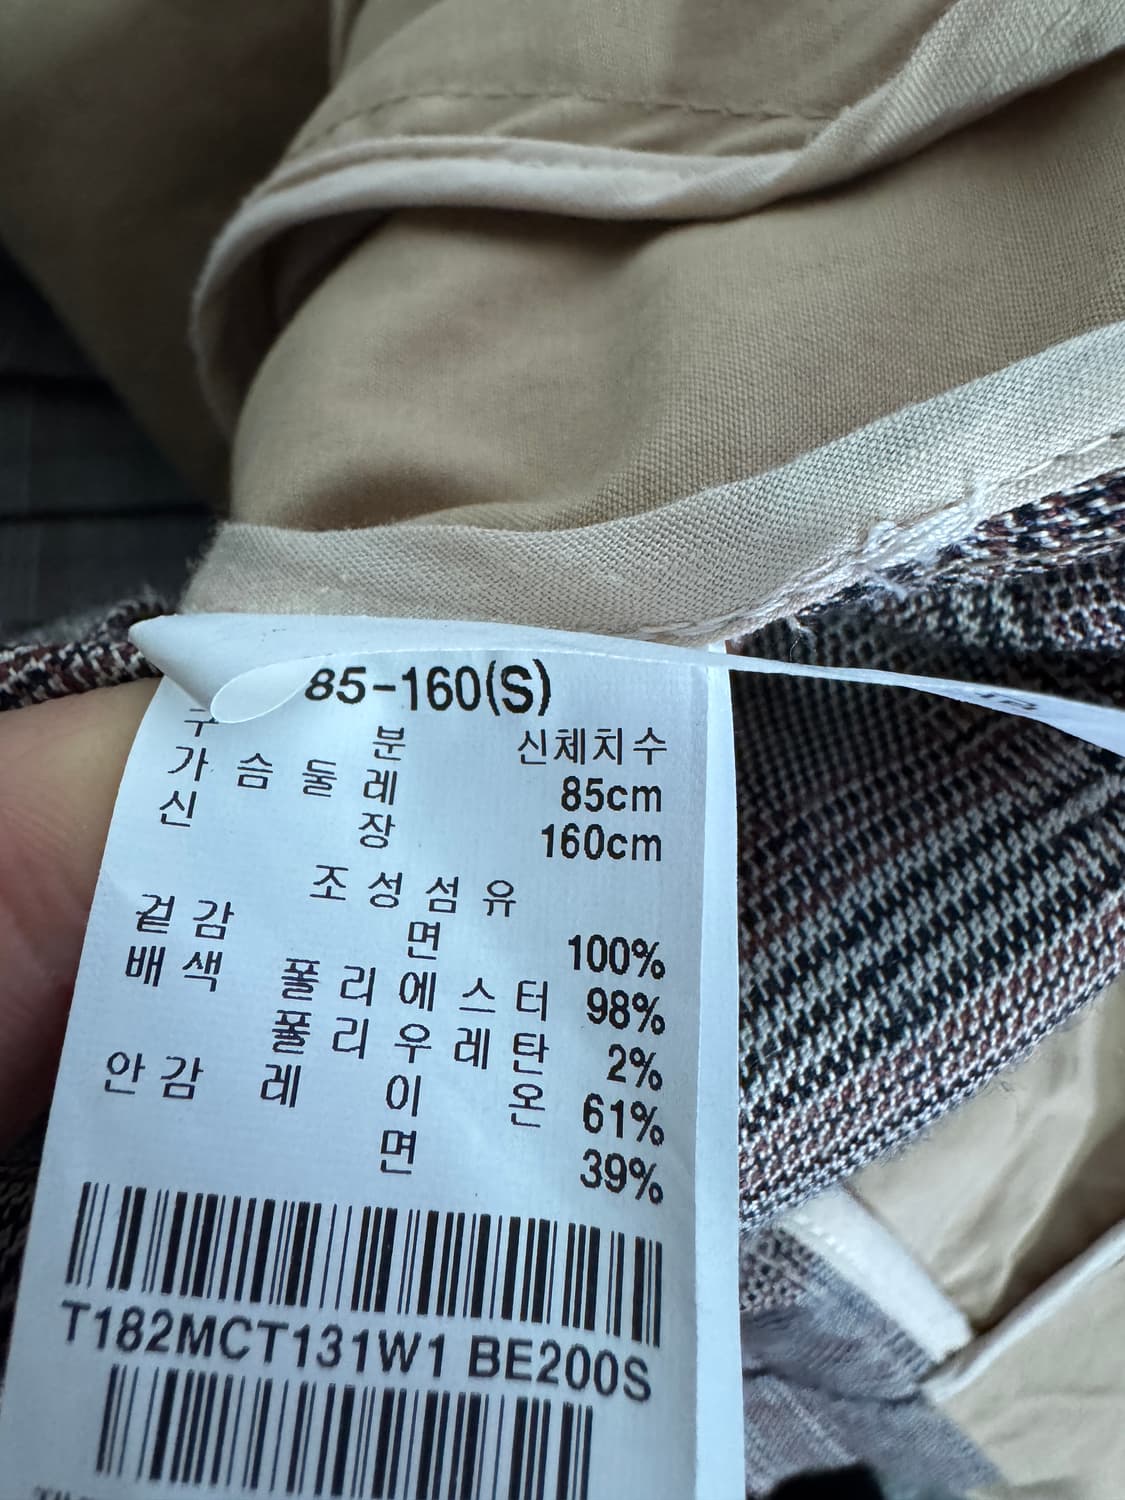 85-160(S)
구 분 신체치수
가 슴 둘 레 85cm
신 장 160cm
조 성 섬 유
겉 감 면 100%
배 색 폴 리 에 스 터 98%
폴 리 우 레 탄 2%
안 감 레 이 온 61%
면 39%
T182MCT131W1 BE200S